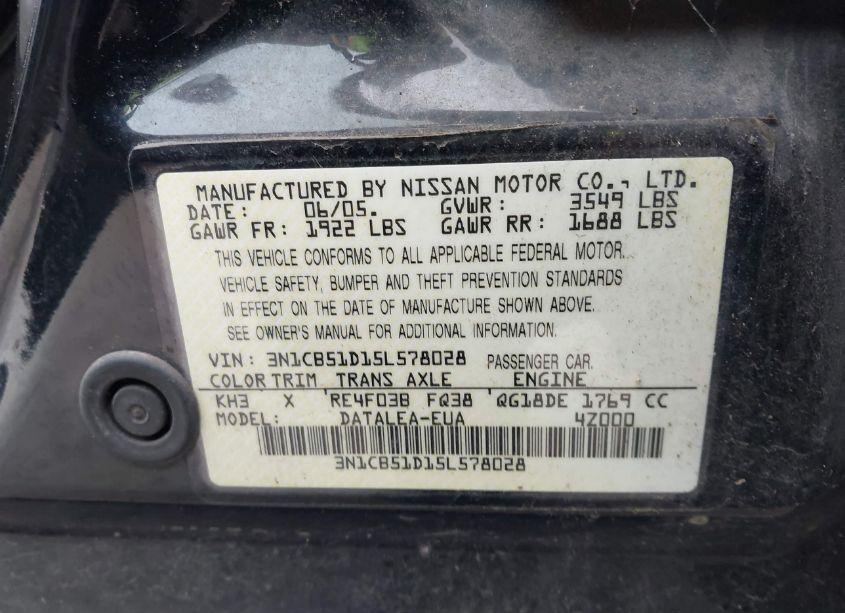 MANUFACTURED BY NISSAN MOTOR CO., LTD.
DATE: 06/05. GVWR: 3549 LBS
GAWR FR: 1922 LBS GAWR RR: 1688 LBS
THIS VEHICLE CONFORMS TO ALL APPLICABLE FEDERAL MOTOR.
VEHICLE SAFETY, BUMPER AND THEFT PREVENTION STANDARDS
IN EFFECT ON THE DATE OF MANUFACTURE SHOWN ABOVE.
SEE OWNER'S MANUAL FOR ADDITIONAL INFORMATION.
VIN: 3N1CB51D15L578028 PASSENGER CAR.
COLOR TRIM TRANS AXLE ENGINE
KH3 X 'RE4F03B FQ38 'QG18DE 1769 CC
MODEL: DATALEA-EUA 4Z000
3N1CB51D15L578028